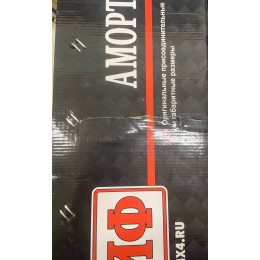 АМОРТ
Оригинальные присоединительные
и габаритные размеры
ИФ
X4.RU